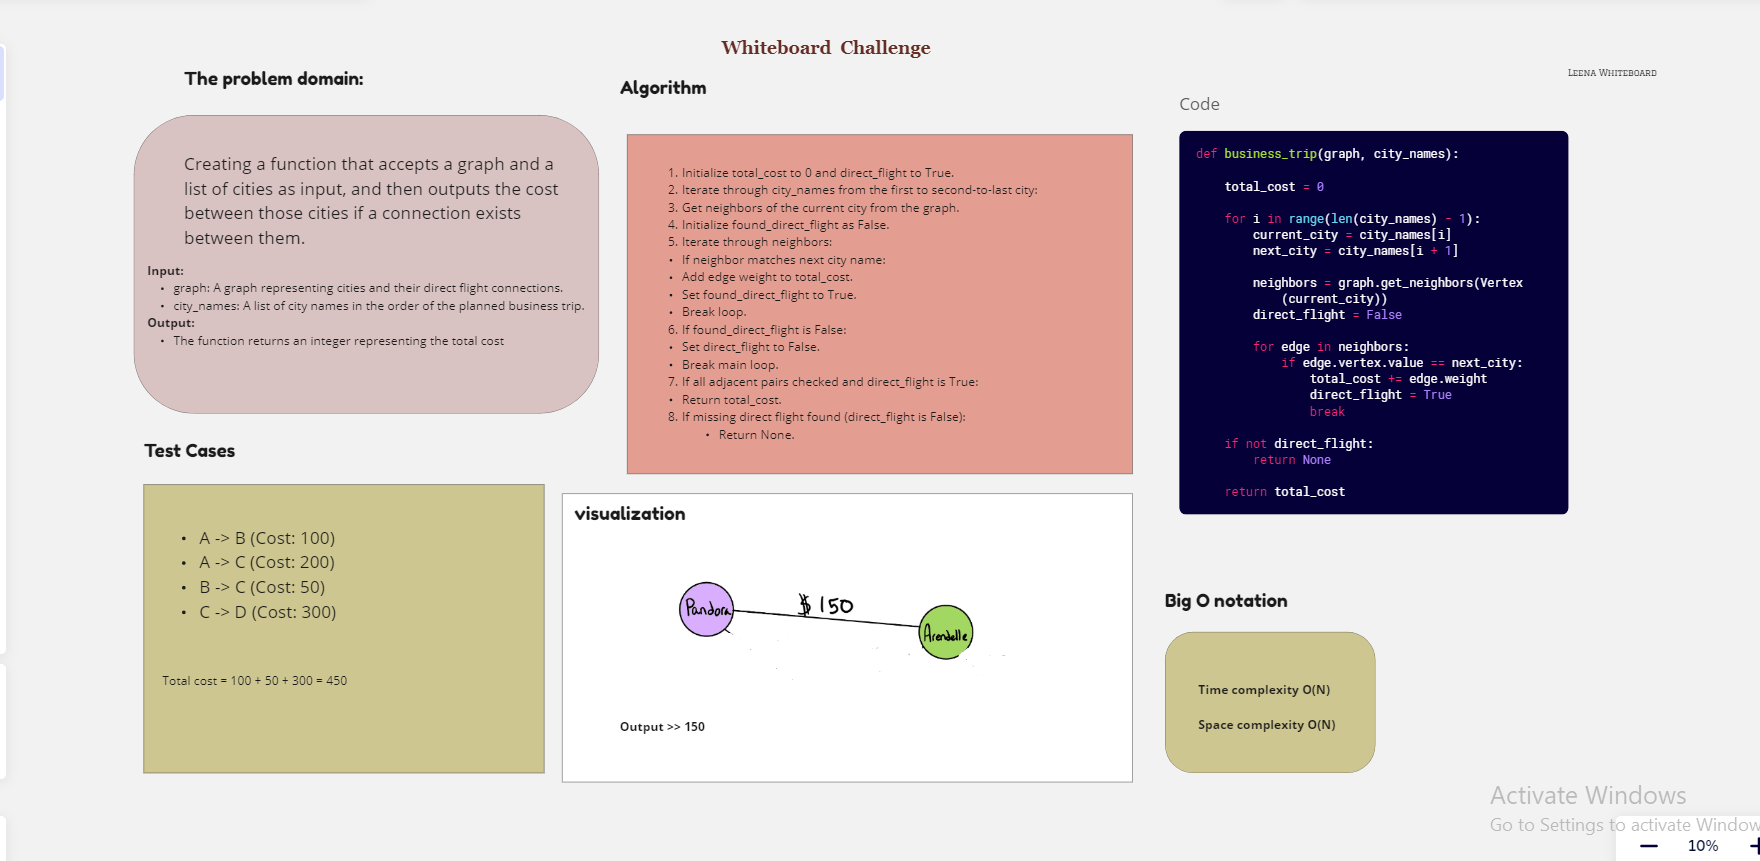 Whiteboard Challenge
LEENA WHITEBOARD
The problem domain:
Creating a function that accepts a graph and a
list of cities as input, and then outputs the cost
between those cities if a connection exists
between them.
Input:
• graph: A graph representing cities and their direct flight connections.
• city_names: A list of city names in the order of the planned business trip.
Output:
• The function returns an integer representing the total cost
Algorithm
1. Initialize total_cost to 0 and direct_flight to True.
2. Iterate through city_names from the first to second-to-last city:
3. Get neighbors of the current city from the graph.
4. Initialize found_direct_flight as False.
5. Iterate through neighbors:
• If neighbor matches next city name:
• Add edge weight to total_cost.
• Set found_direct_flight to True.
• Break loop.
6. If found_direct_flight is False:
• Set direct_flight to False.
• Break main loop.
7. If all adjacent pairs checked and direct_flight is True:
• Return total_cost.
8. If missing direct flight found (direct_flight is False):
• Return None.
Code
def business_trip(graph, city_names):
total_cost = 0
for i in range(len(city_names) - 1):
current_city = city_names[i]
next_city = city_names[i + 1]
neighbors = graph.get_neighbors(Vertex
(current_city))
direct_flight = False
for edge in neighbors:
if edge.vertex.value == next_city:
total_cost += edge.weight
direct_flight = True
break
if not direct_flight:
return None
return total_cost
Test Cases
• A -> B (Cost: 100)
• A -> C (Cost: 200)
• B -> C (Cost: 50)
• C -> D (Cost: 300)
Total cost = 100 + 50 + 300 = 450
visualization
Pandora
$ 150
Arendelle
Output >> 150
Big O notation
Time complexity O(N)
Space complexity O(N)
Activate Windows
Go to Settings to activate Window
10%